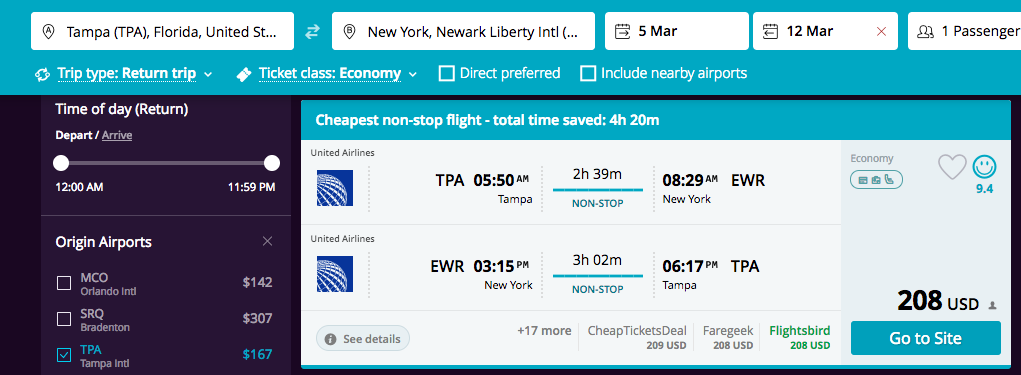 Tampa (TPA), Florida, United St...
New York, Newark Liberty Intl (...
5 Mar
12 Mar
1 Passenger
Trip type: Return trip
Ticket class: Economy
Direct preferred
Include nearby airports
Time of day (Return)
Depart / Arrive
12:00 AM
11:59 PM
Origin Airports
MCO
$142
Orlando Intl
SRQ
$307
Bradenton
TPA
$167
Tampa Intl
Cheapest non-stop flight - total time saved: 4h 20m
United Airlines
TPA 05:50 AM
Tampa
2h 39m
NON-STOP
08:29 AM EWR
New York
United Airlines
EWR 03:15 PM
New York
3h 02m
NON-STOP
06:17 PM TPA
Tampa
See details
+17 more
CheapTicketsDeal
209 USD
Faregeek
208 USD
Flightsbird
208 USD
Economy
9.4
208 USD
Go to Site